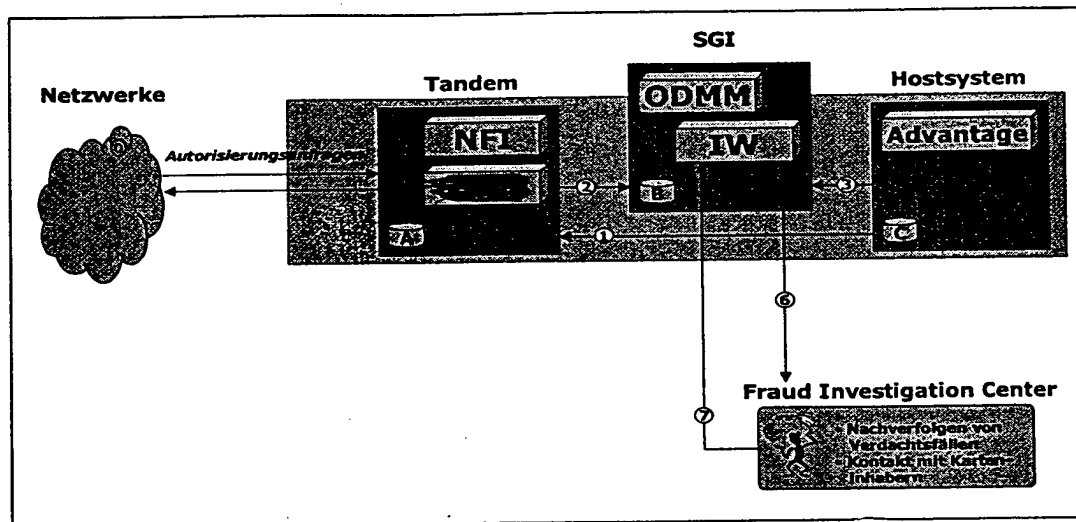 SGI
Netzwerke
Tandem
Hostsystem
ODMM
NFI
IW
Advantage
Autorisierungsanfragen
②
③
A
B
C
①
⑥
Fraud Investigation Center
⑦
- Nachverfolgen von
Verdachtsfällen
- Kontakt mit Karten-
inhabern